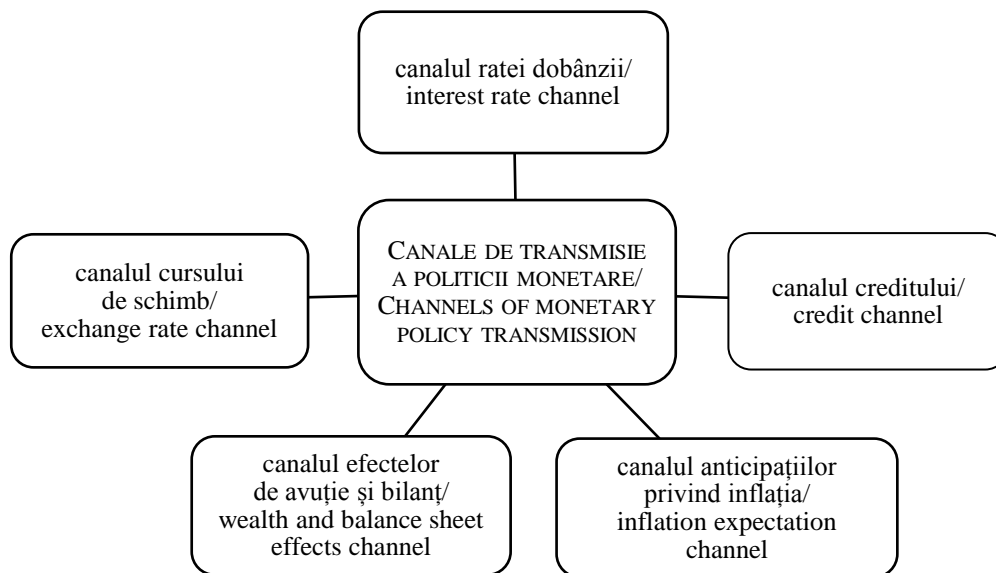 canalul ratei dobânzii/
interest rate channel
canalul cursului
de schimb/
exchange rate channel
CANALE DE TRANSMISIE
A POLITICII MONETARE/
CHANNELS OF MONETARY
POLICY TRANSMISSION
canalul creditului/
credit channel
canalul efectelor
de avuție și bilanț/
wealth and balance sheet
effects channel
canalul anticipațiilor
privind inflația/
inflation expectation
channel